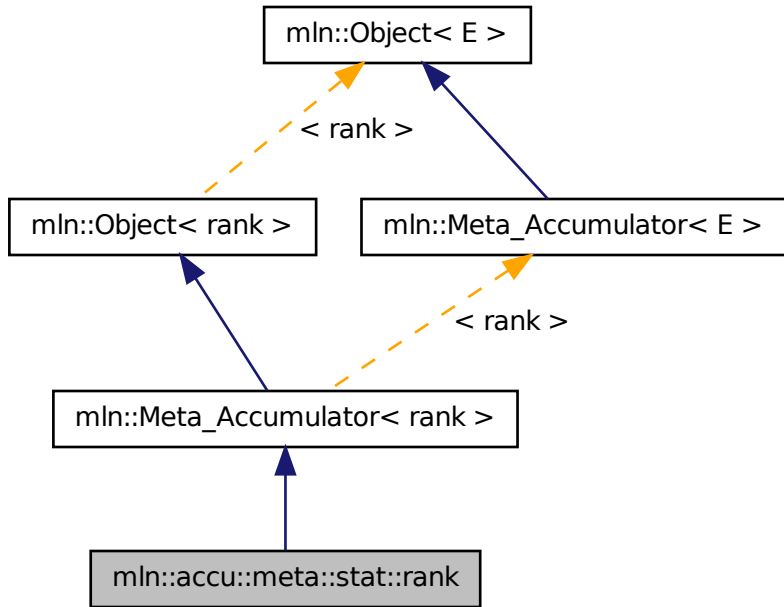 mln::Object< E >
< rank >
mln::Object< rank >
mln::Meta_Accumulator< E >
< rank >
mln::Meta_Accumulator< rank >
mln::accu::meta::stat::rank